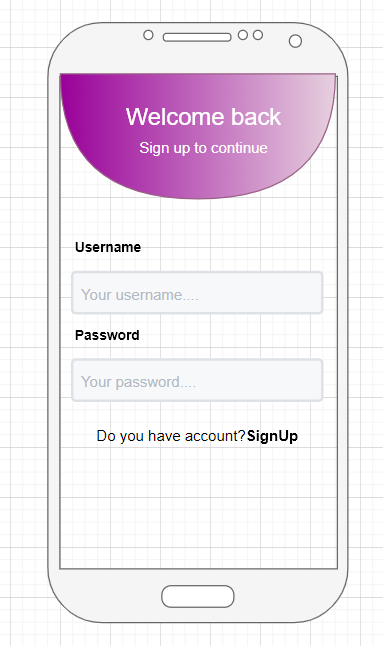 Welcome back
Sign up to continue
Username
Your username....
Password
Your password....
Do you have account?SignUp